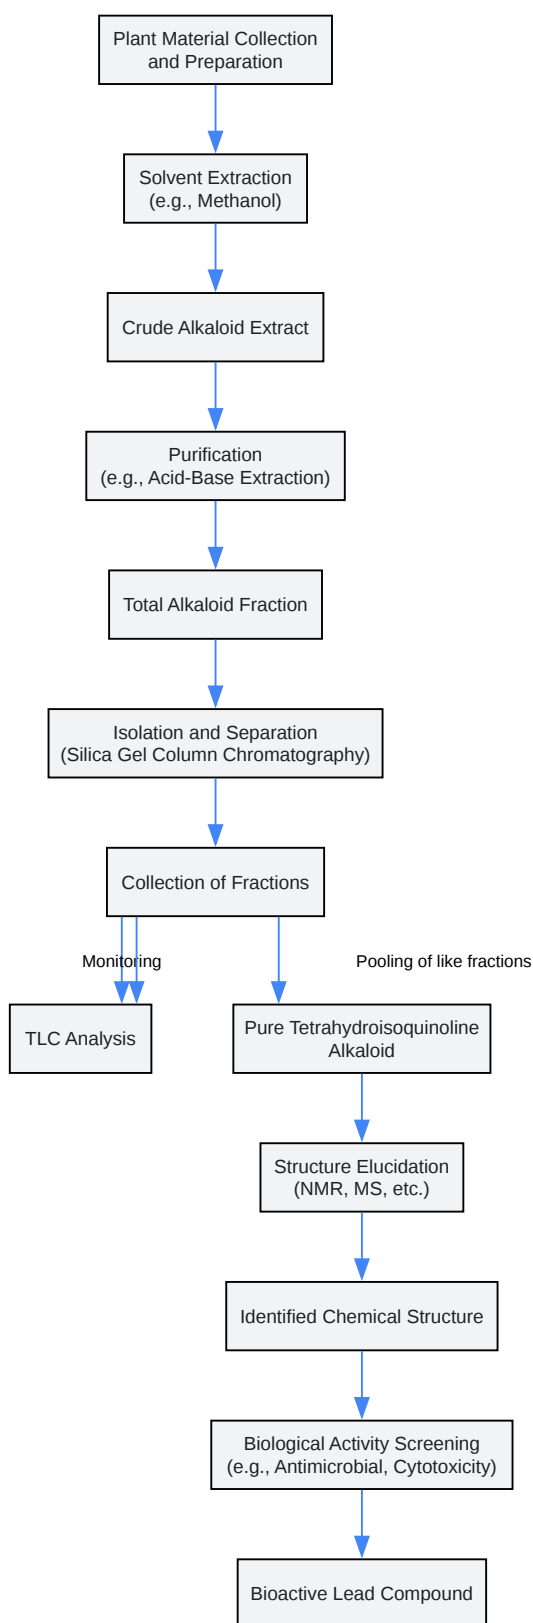 Plant Material Collection
and Preparation
Solvent Extraction
(e.g., Methanol)
Crude Alkaloid Extract
Purification
(e.g., Acid-Base Extraction)
Total Alkaloid Fraction
Isolation and Separation
(Silica Gel Column Chromatography)
Collection of Fractions
Monitoring
Pooling of like fractions
TLC Analysis
Pure Tetrahydroisoquinoline
Alkaloid
Structure Elucidation
(NMR, MS, etc.)
Identified Chemical Structure
Biological Activity Screening
(e.g., Antimicrobial, Cytotoxicity)
Bioactive Lead Compound